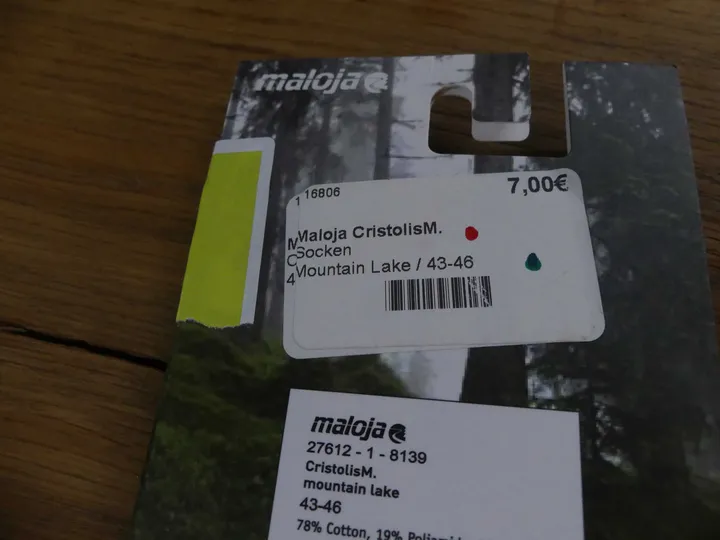 maloja
16806
7,00€
Maloja CristolisM.
Socken
Mountain Lake / 43-46
maloja
27612 - 1 - 8139
CristolisM.
mountain lake
43-46
78% Cotton, 19%